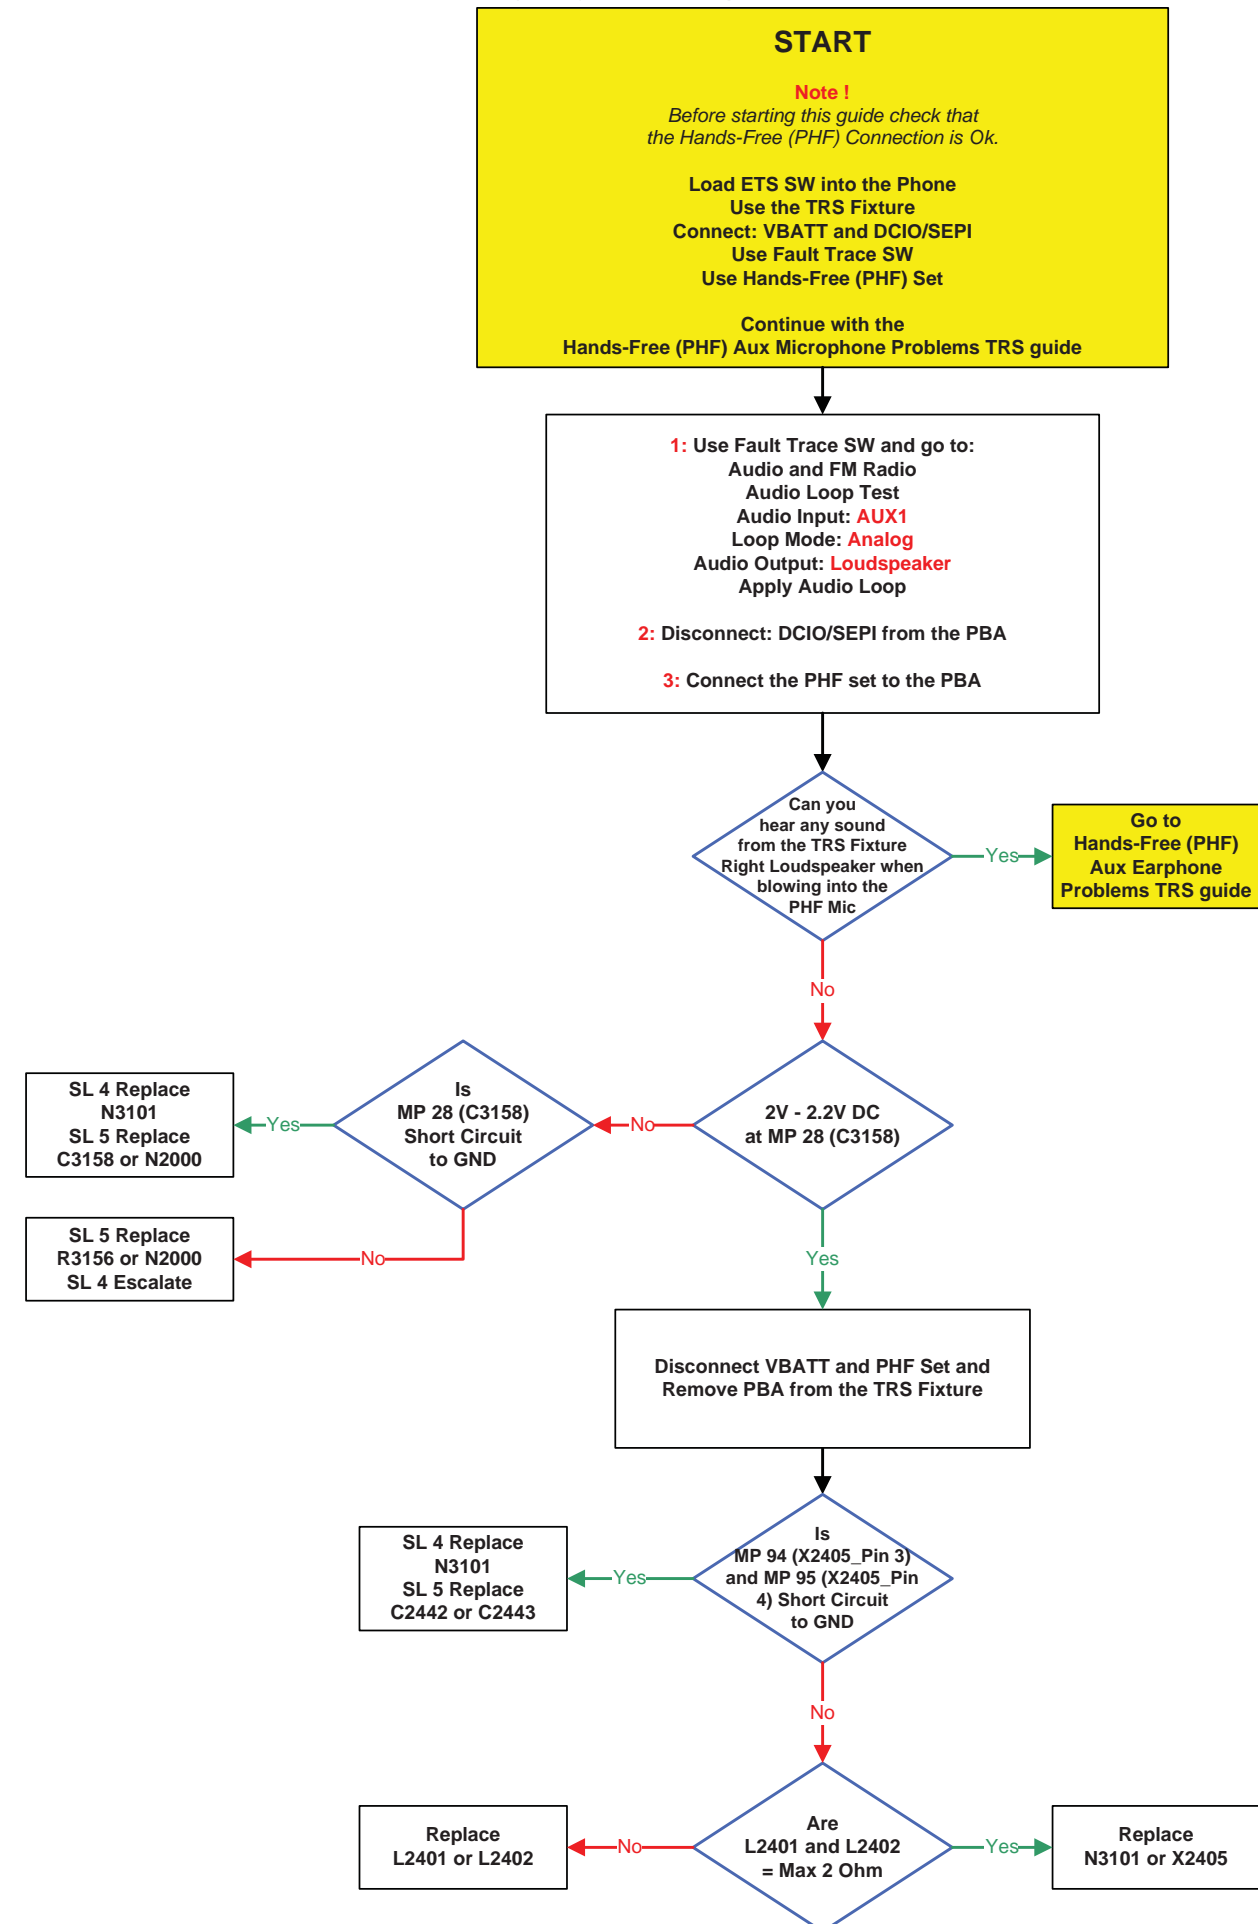 START
Note !
Before starting this guide check that
the Hands-Free (PHF) Connection is Ok.
Load ETS SW into the Phone
Use the TRS Fixture
Connect: VBATT and DCIO/SEPI
Use Fault Trace SW
Use Hands-Free (PHF) Set
Continue with the
Hands-Free (PHF) Aux Microphone Problems TRS guide
1: Use Fault Trace SW and go to:
Audio and FM Radio
Audio Loop Test
Audio Input: AUX1
Loop Mode: Analog
Audio Output: Loudspeaker
Apply Audio Loop
2: Disconnect: DCIO/SEPI from the PBA
3: Connect the PHF set to the PBA
Can you
hear any sound
from the TRS Fixture
Right Loudspeaker when
blowing into the
PHF Mic
Yes
Go to
Hands-Free (PHF)
Aux Earphone
Problems TRS guide
No
2V - 2.2V DC
at MP 28 (C3158)
No
Is
MP 28 (C3158)
Short Circuit
to GND
Yes
SL 4 Replace
N3101
SL 5 Replace
C3158 or N2000
No
SL 5 Replace
R3156 or N2000
SL 4 Escalate
Yes
Disconnect VBATT and PHF Set and
Remove PBA from the TRS Fixture
Is
MP 94 (X2405_Pin 3)
and MP 95 (X2405_Pin
4) Short Circuit
to GND
Yes
SL 4 Replace
N3101
SL 5 Replace
C2442 or C2443
No
Are
L2401 and L2402
= Max 2 Ohm
No
Replace
L2401 or L2402
Yes
Replace
N3101 or X2405